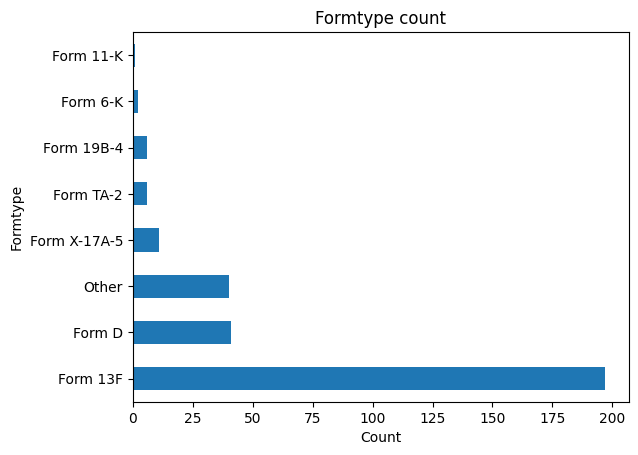 Formtype count
Form 11-K
Form 6-K
Form 19B-4
Form TA-2
Form X-17A-5
Other
Form D
Form 13F
Formtype
0 25 50 75 100 125 150 175 200
Count